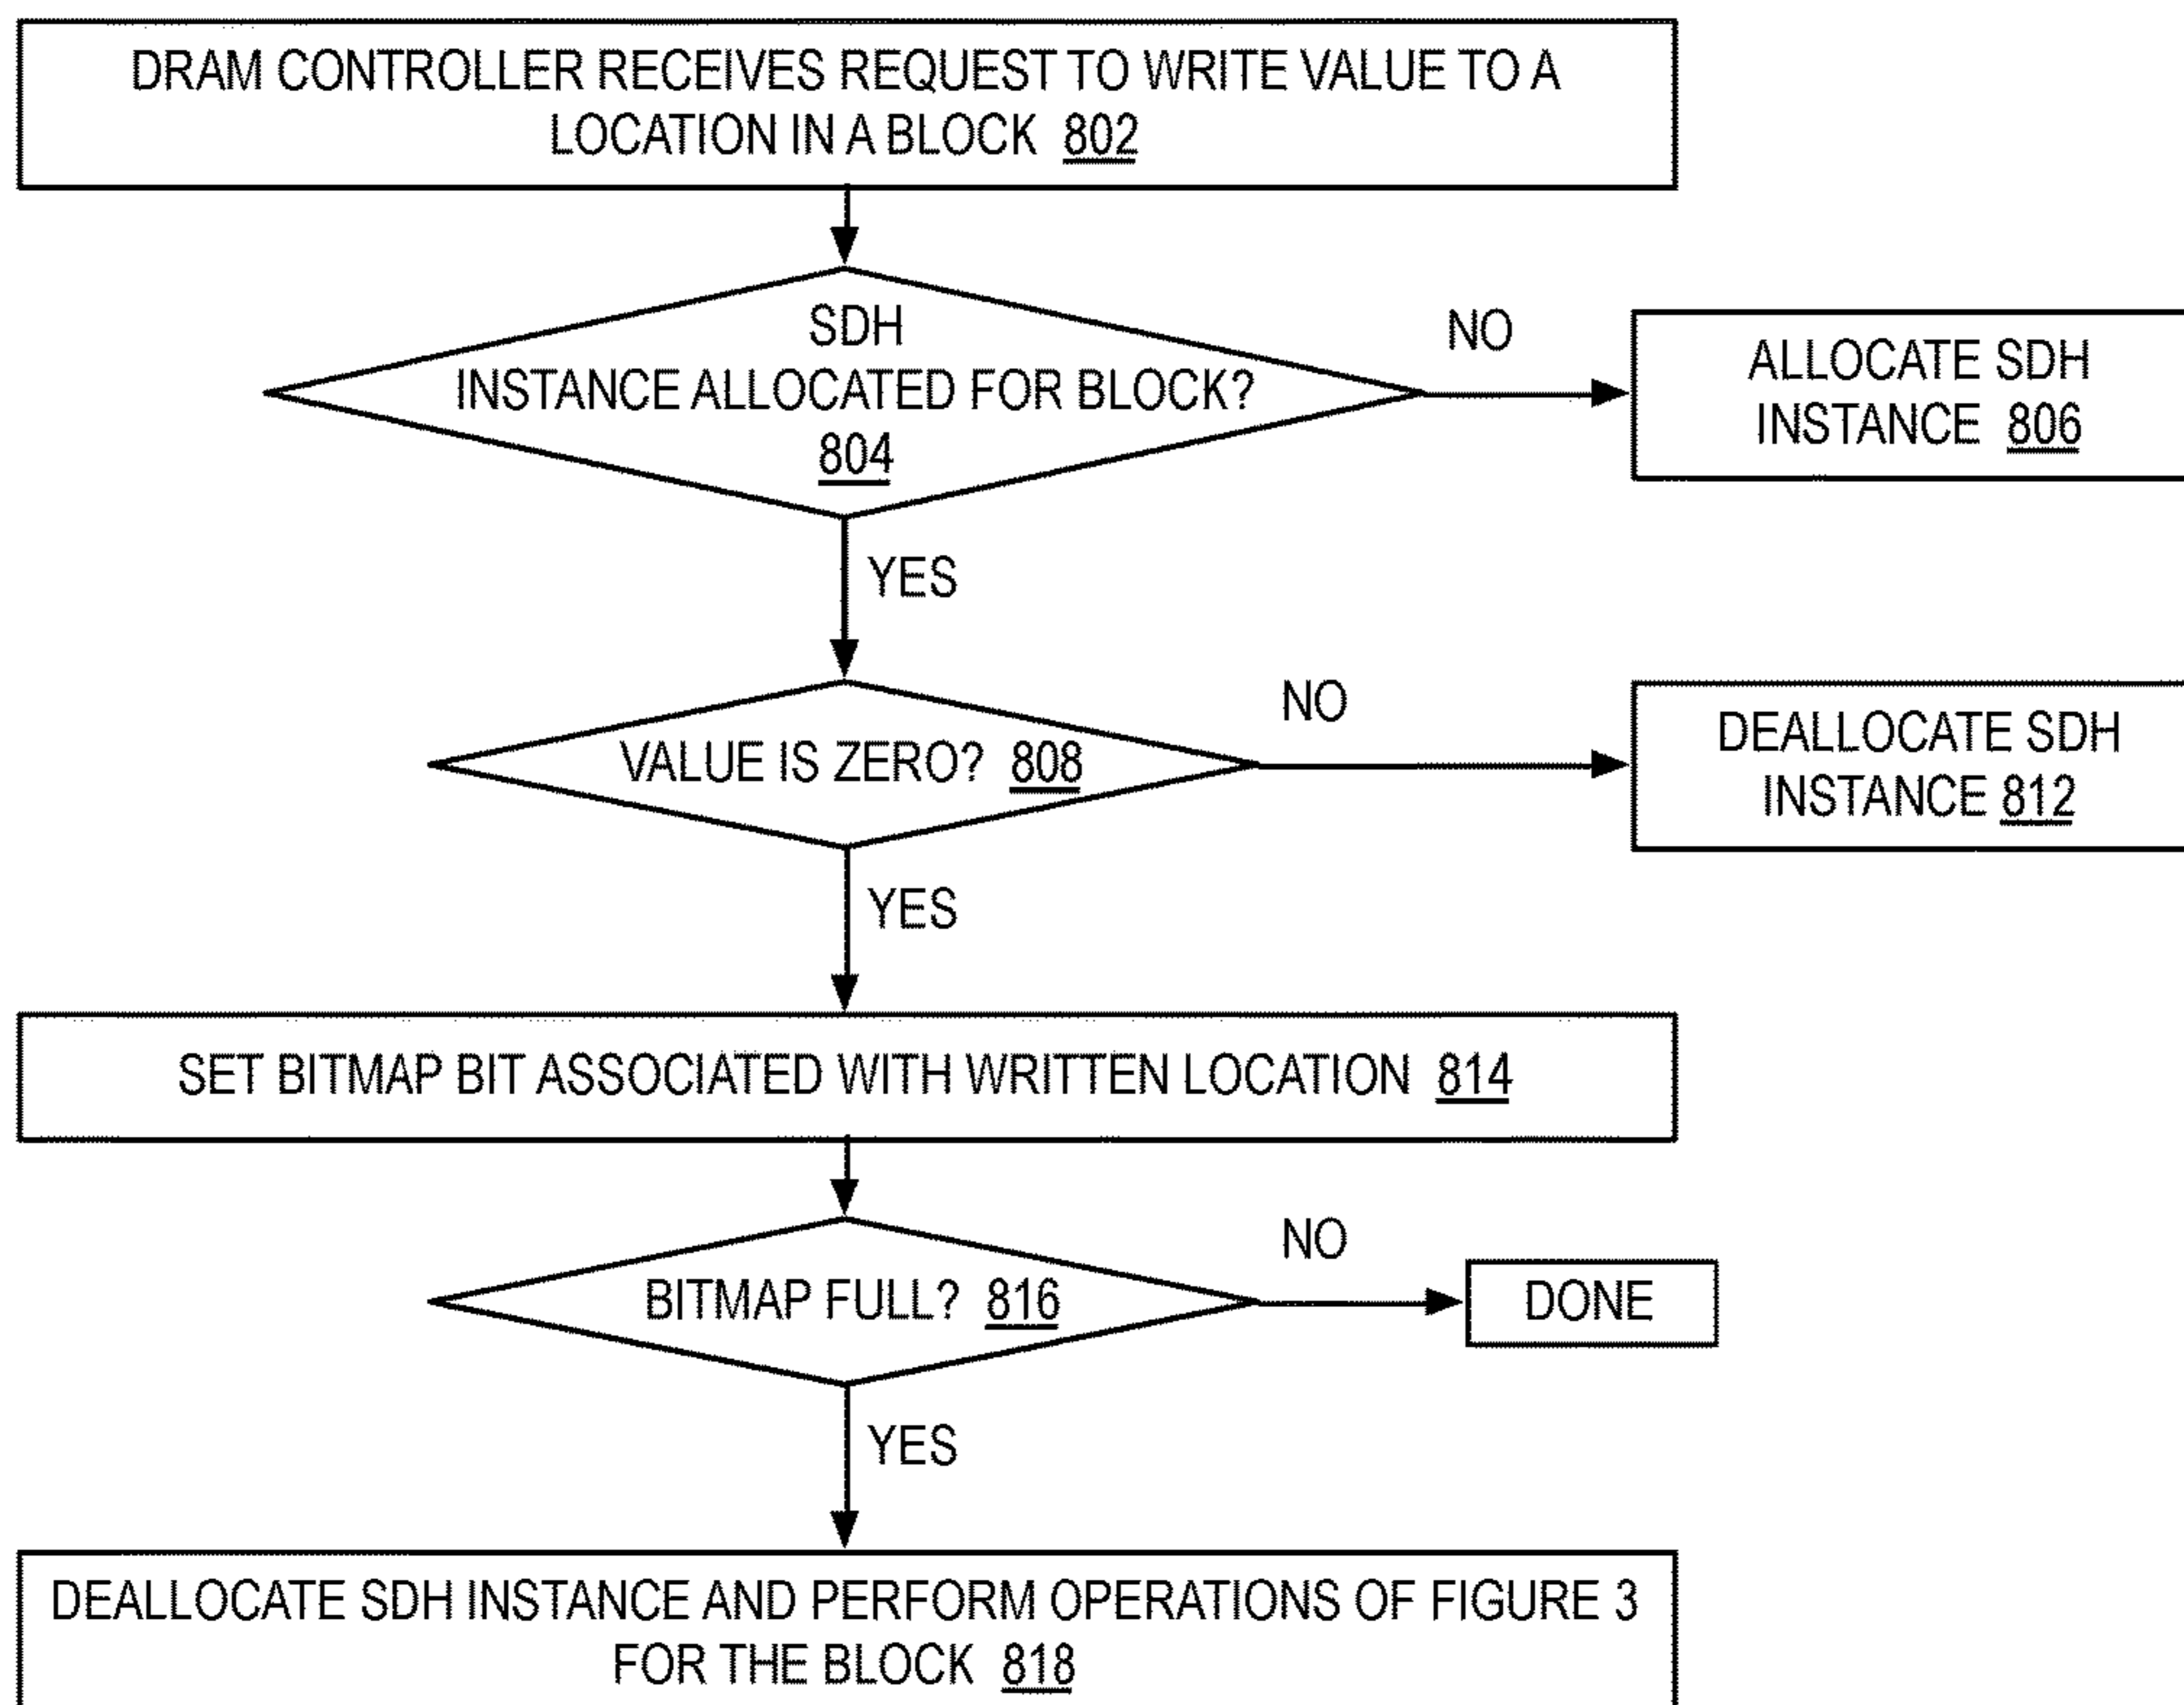 DRAM CONTROLLER RECEIVES REQUEST TO WRITE VALUE TO A
LOCATION IN A BLOCK 802
SDH
INSTANCE ALLOCATED FOR BLOCK?
804
NO
ALLOCATE SDH
INSTANCE 806
YES
VALUE IS ZERO? 808
NO
DEALLOCATE SDH
INSTANCE 812
YES
SET BITMAP BIT ASSOCIATED WITH WRITTEN LOCATION 814
BITMAP FULL? 816
NO
DONE
YES
DEALLOCATE SDH INSTANCE AND PERFORM OPERATIONS OF FIGURE 3
FOR THE BLOCK 818